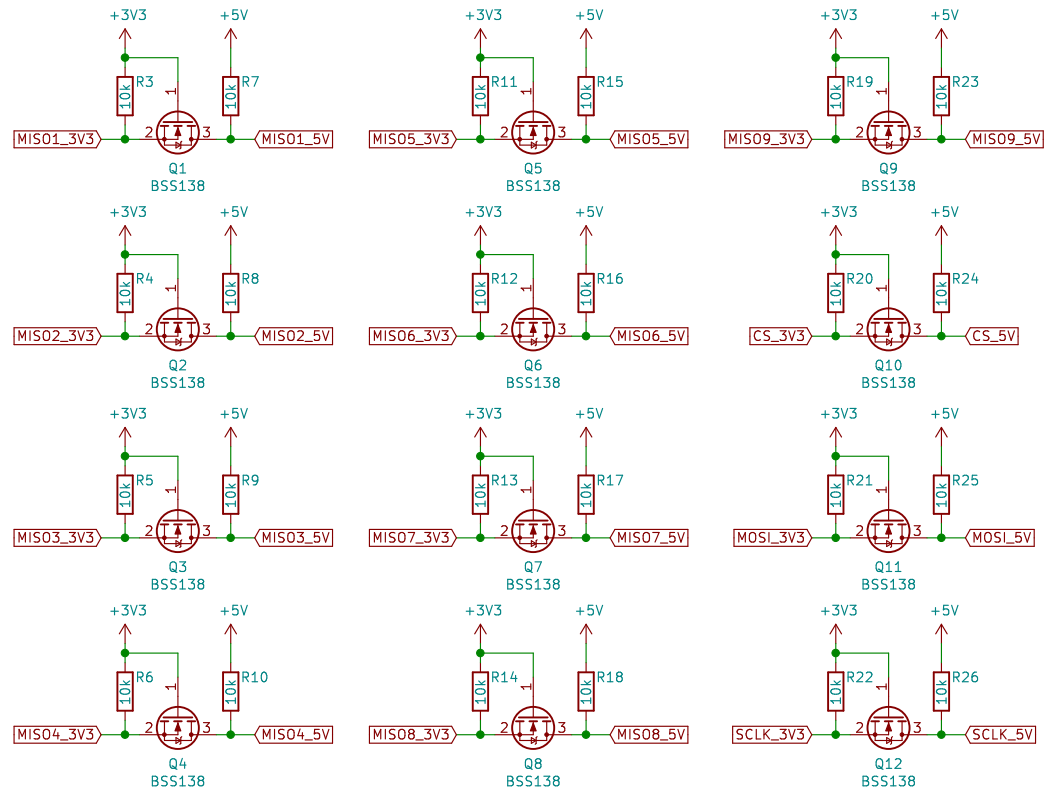 +3V3 +5V +3V3 +5V +3V3 +5V
R3 R7 R11 R15 R19 R23
10k 10k 10k 10k 10k 10k
1 1 1
MISO1_3V3 2 3 MISO1_5V MISO5_3V3 2 3 MISO5_5V MISO9_3V3 2 3 MISO9_5V
Q1 Q5 Q9
BSS138 BSS138 BSS138
+3V3 +5V +3V3 +5V +3V3 +5V
R4 R8 R12 R16 R20 R24
10k 10k 10k 10k 10k 10k
1 1 1
MISO2_3V3 2 3 MISO2_5V MISO6_3V3 2 3 MISO6_5V CS_3V3 2 3 CS_5V
Q2 Q6 Q10
BSS138 BSS138 BSS138
+3V3 +5V +3V3 +5V +3V3 +5V
R5 R9 R13 R17 R21 R25
10k 10k 10k 10k 10k 10k
1 1 1
MISO3_3V3 2 3 MISO3_5V MISO7_3V3 2 3 MISO7_5V MOSI_3V3 2 3 MOSI_5V
Q3 Q7 Q11
BSS138 BSS138 BSS138
+3V3 +5V +3V3 +5V +3V3 +5V
R6 R10 R14 R18 R22 R26
10k 10k 10k 10k 10k 10k
1 1 1
MISO4_3V3 2 3 MISO4_5V MISO8_3V3 2 3 MISO8_5V SCLK_3V3 2 3 SCLK_5V
Q4 Q8 Q12
BSS138 BSS138 BSS138